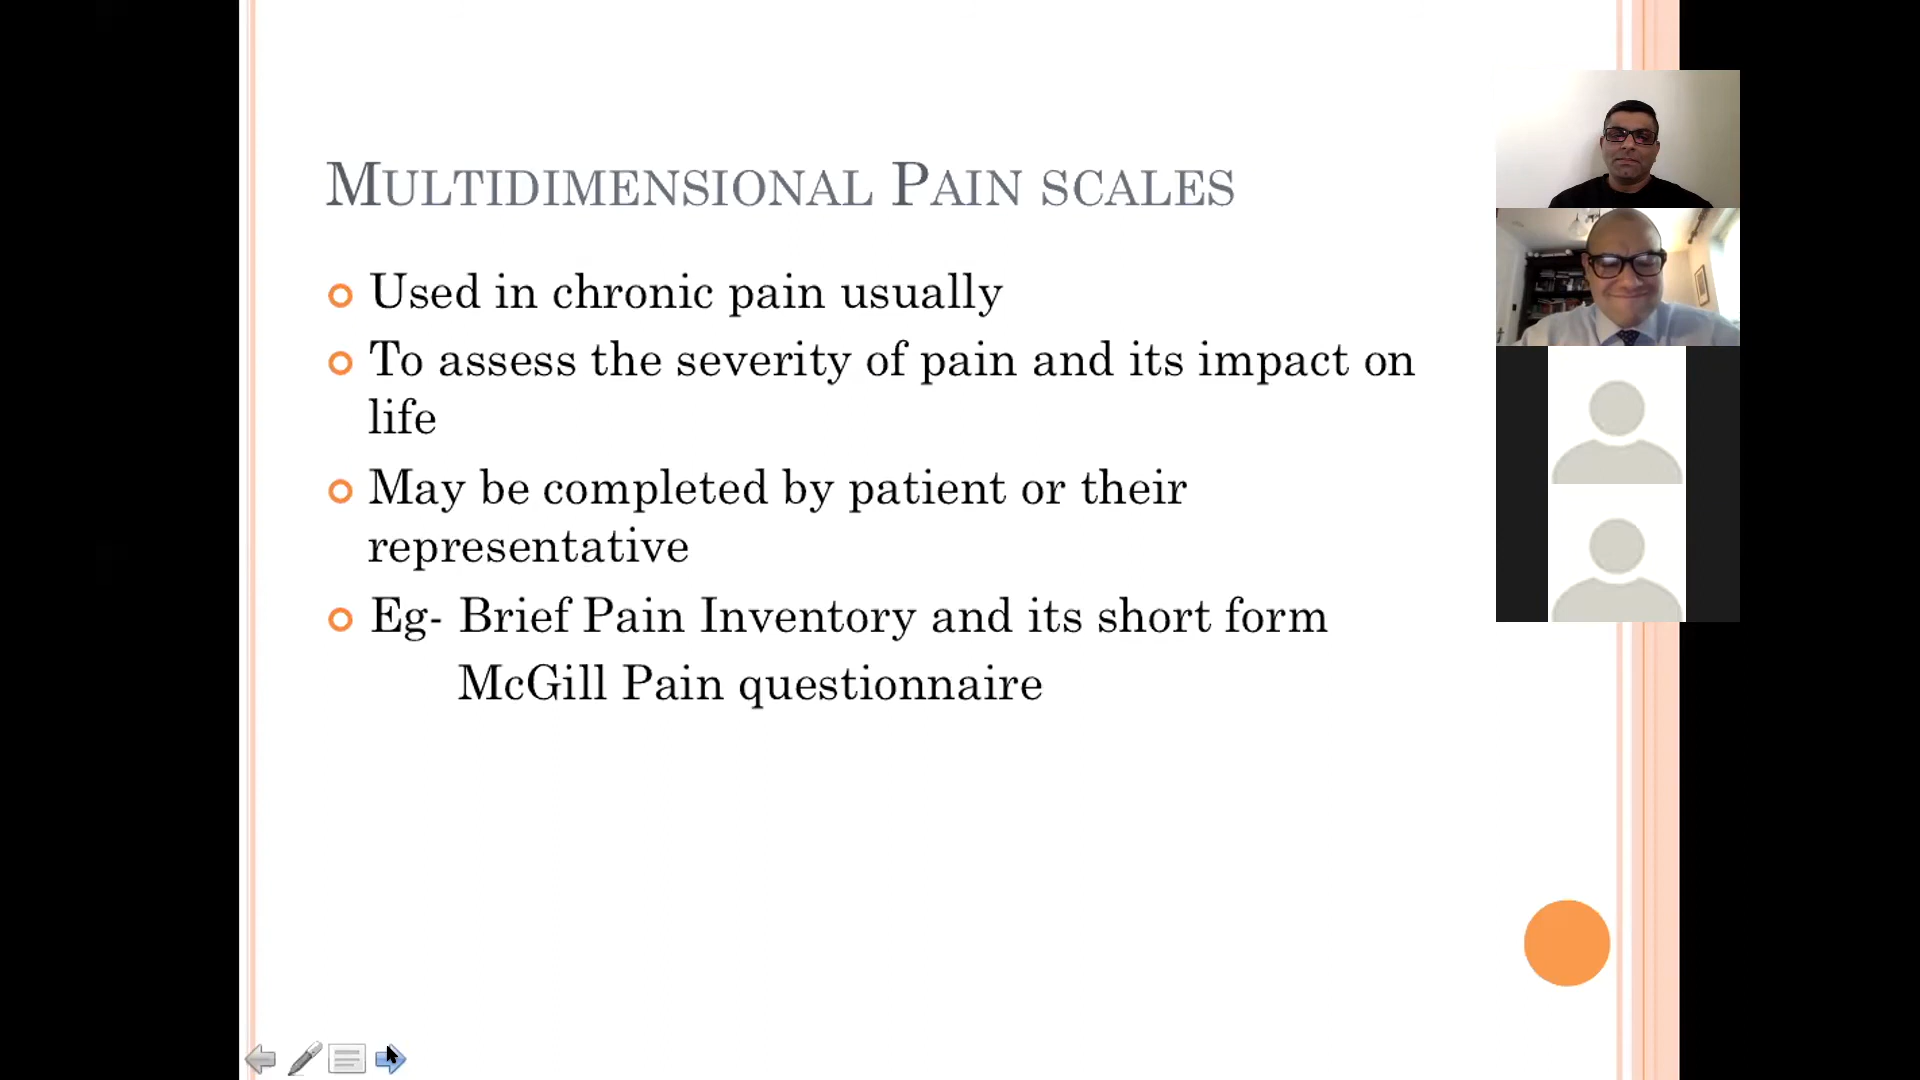 Multidimensional Pain scales
Used in chronic pain usually
To assess the severity of pain and its impact on
life
May be completed by patient or their
representative
Eg- Brief Pain Inventory and its short form
McGill Pain questionnaire